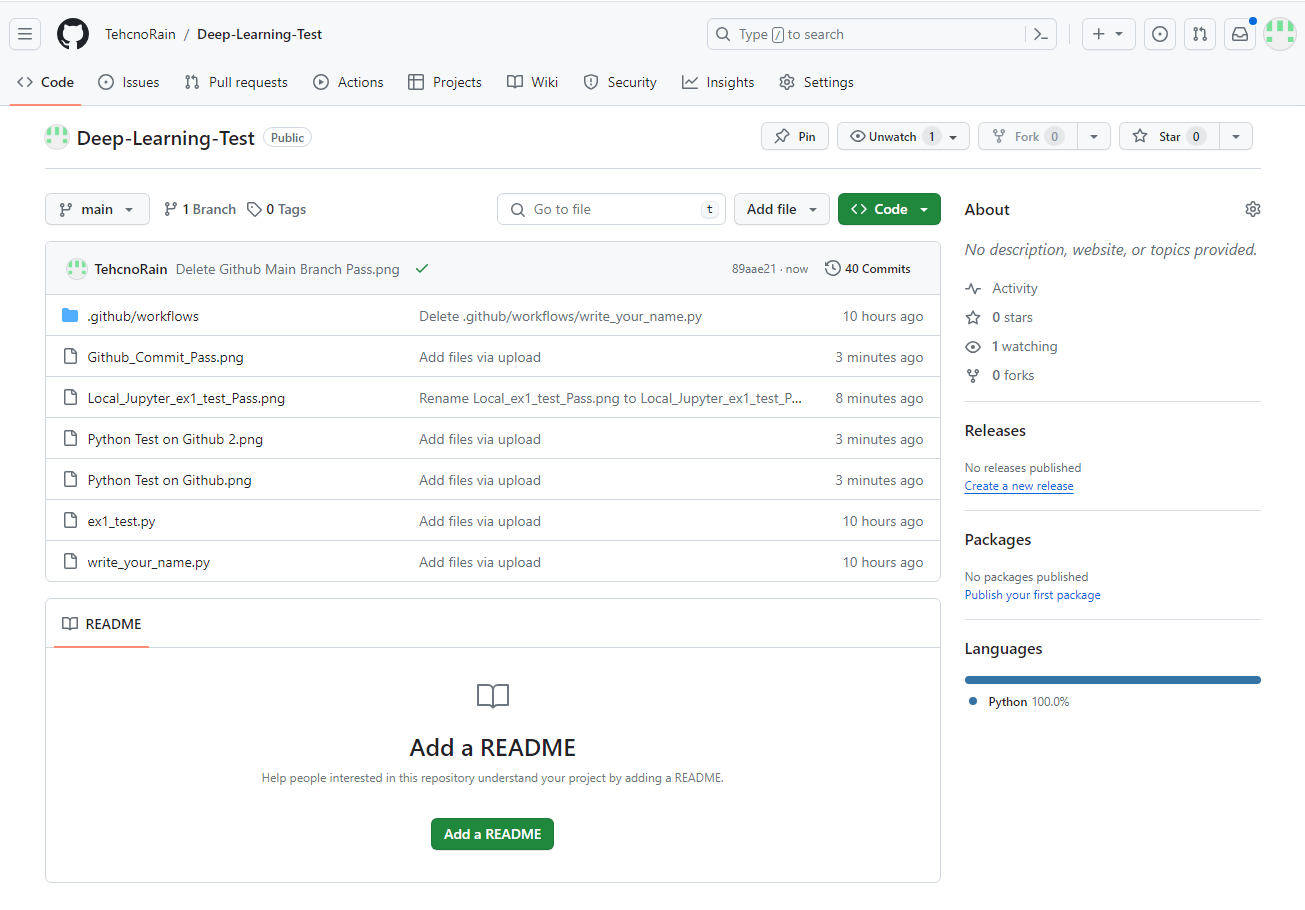 TehcnoRain / Deep-Learning-Test
Type / to search
Code
Issues
Pull requests
Actions
Projects
Wiki
Security
Insights
Settings
Deep-Learning-Test Public
Pin
Unwatch 1
Fork 0
Star 0
main
1 Branch
0 Tags
Go to file t
Add file
Code
TehcnoRain Delete Github Main Branch Pass.png 89aae21 · now 40 Commits
.github/workflows Delete .github/workflows/write_your_name.py 10 hours ago
Github_Commit_Pass.png Add files via upload 3 minutes ago
Local_Jupyter_ex1_test_Pass.png Rename Local_ex1_test_Pass.png to Local_Jupyter_ex1_test_P... 8 minutes ago
Python Test on Github 2.png Add files via upload 3 minutes ago
Python Test on Github.png Add files via upload 3 minutes ago
ex1_test.py Add files via upload 10 hours ago
write_your_name.py Add files via upload 10 hours ago
README
Add a README
Help people interested in this repository understand your project by adding a README.
Add a README
About
No description, website, or topics provided.
Activity
0 stars
1 watching
0 forks
Releases
No releases published
Create a new release
Packages
No packages published
Publish your first package
Languages
Python 100.0%